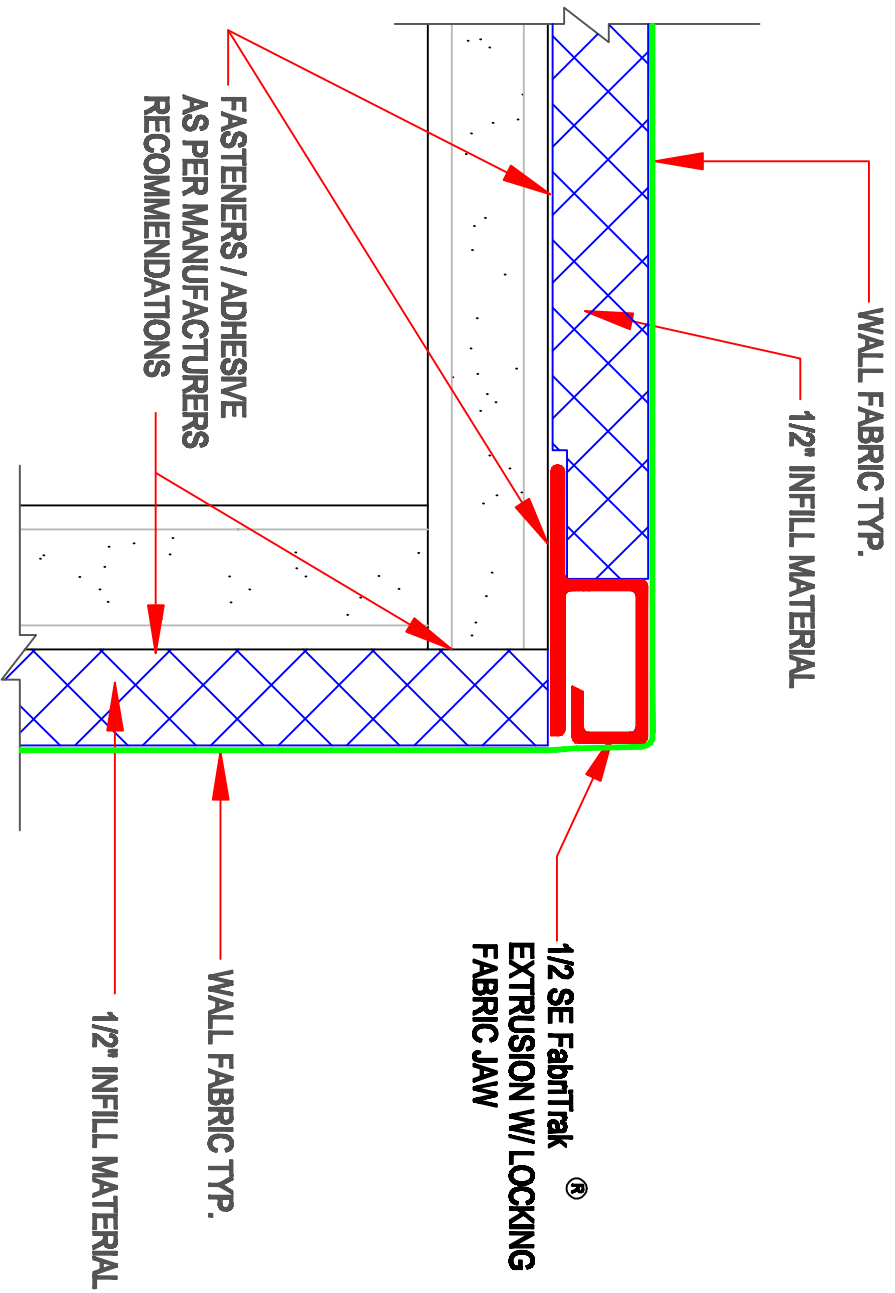 WALL FABRIC TYP.
1/2" INFILL MATERIAL
FASTENERS / ADHESIVE
AS PER MANUFACTURERS
RECOMMENDATIONS
1/2 SE FabriTrak ®
EXTRUSION W/ LOCKING
FABRIC JAW
WALL FABRIC TYP.
1/2" INFILL MATERIAL